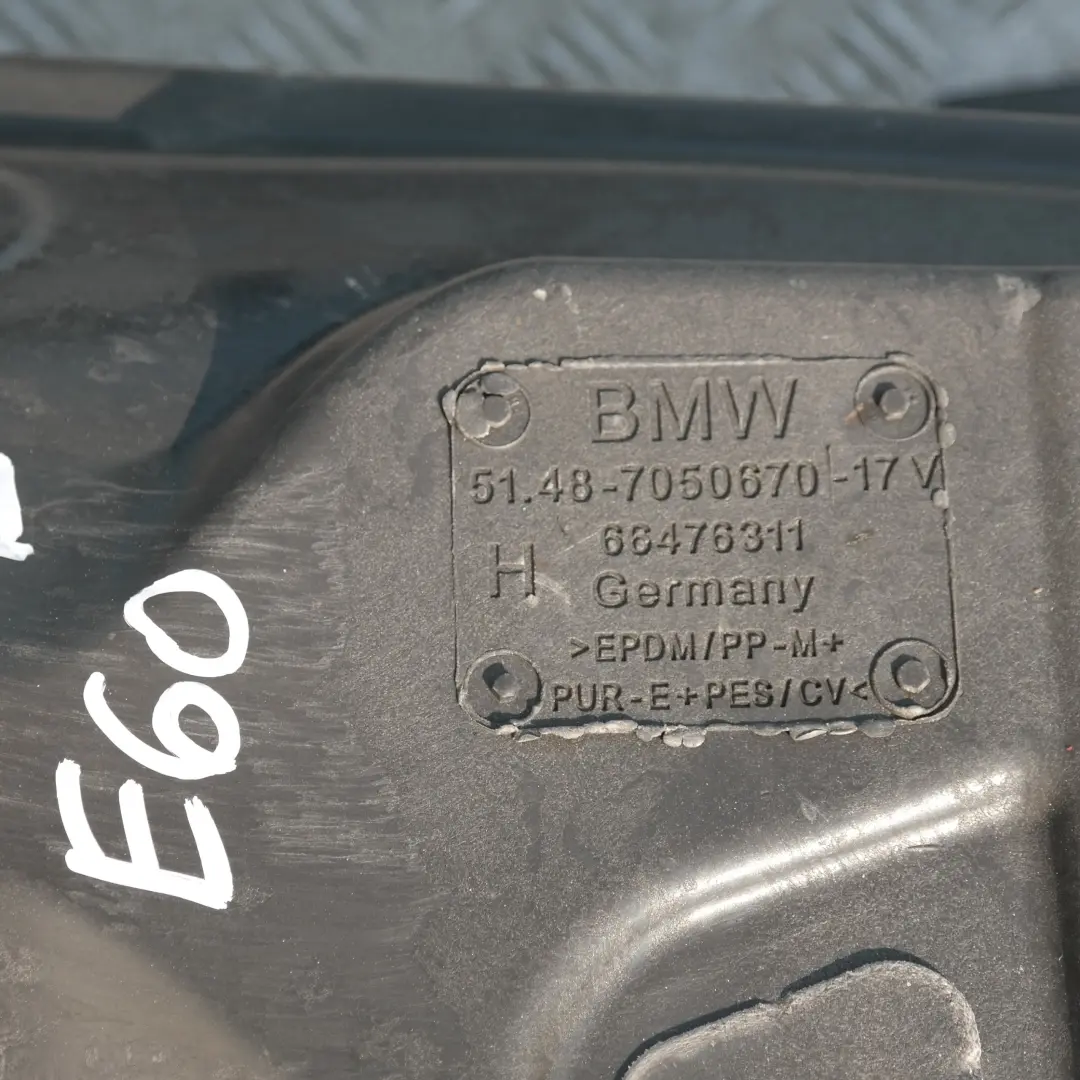 BMW
51.48-7050670-17 V
66476311
H
Germany
>EPDM/PP-M+
PUR-E+PES/CV<
E60